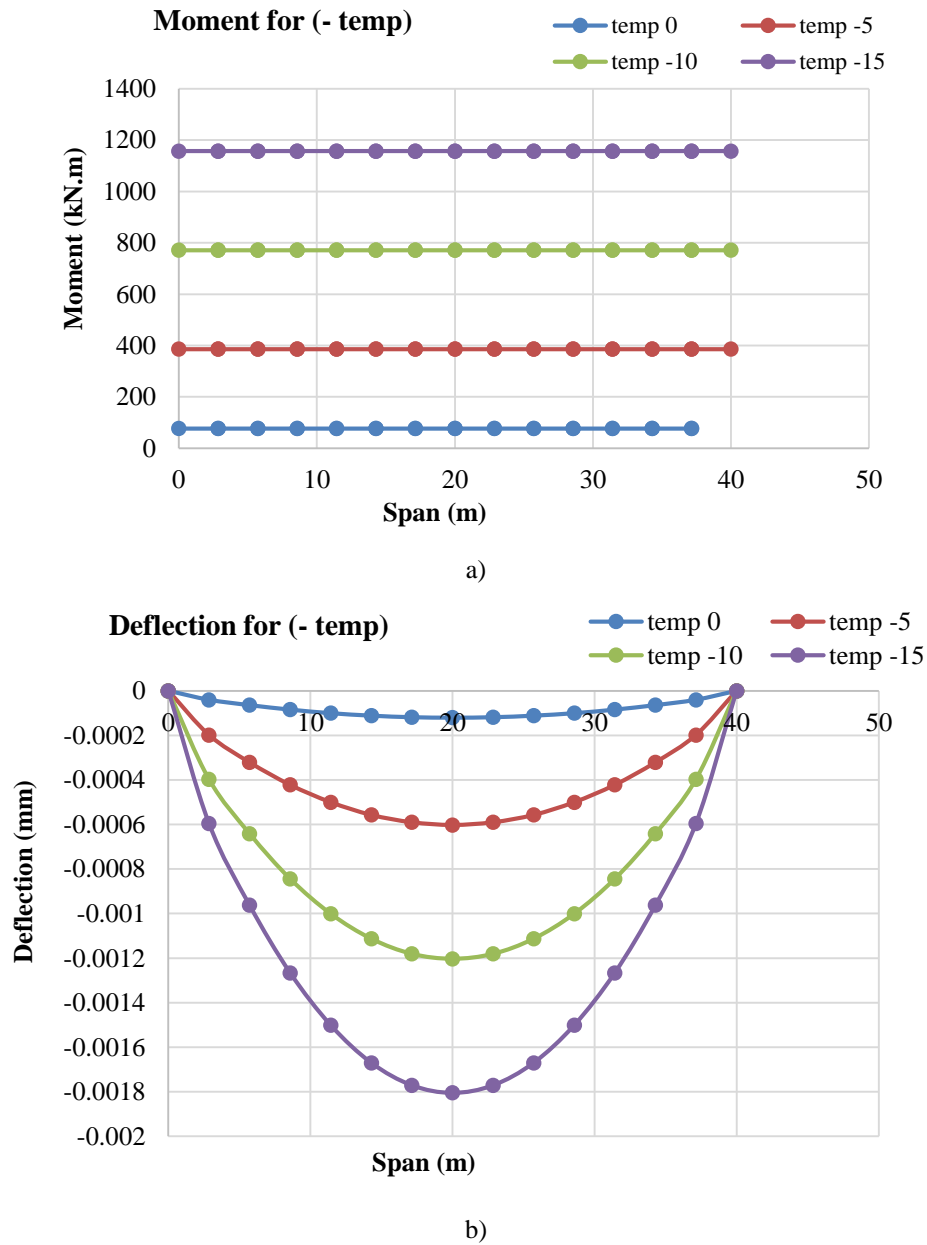 Moment for (- temp)
temp 0 temp -5
temp -10 temp -15
1400
1200
1000
800
600
400
200
0
Moment (kN.m)
0 10 20 30 40 50
Span (m)
a)
Deflection for (- temp)
temp 0 temp -5
temp -10 temp -15
0
0 10 20 30 40 50
-0.0002
-0.0004
-0.0006
-0.0008
-0.001
-0.0012
-0.0014
-0.0016
-0.0018
-0.002
Deflection (mm)
Span (m)
b)